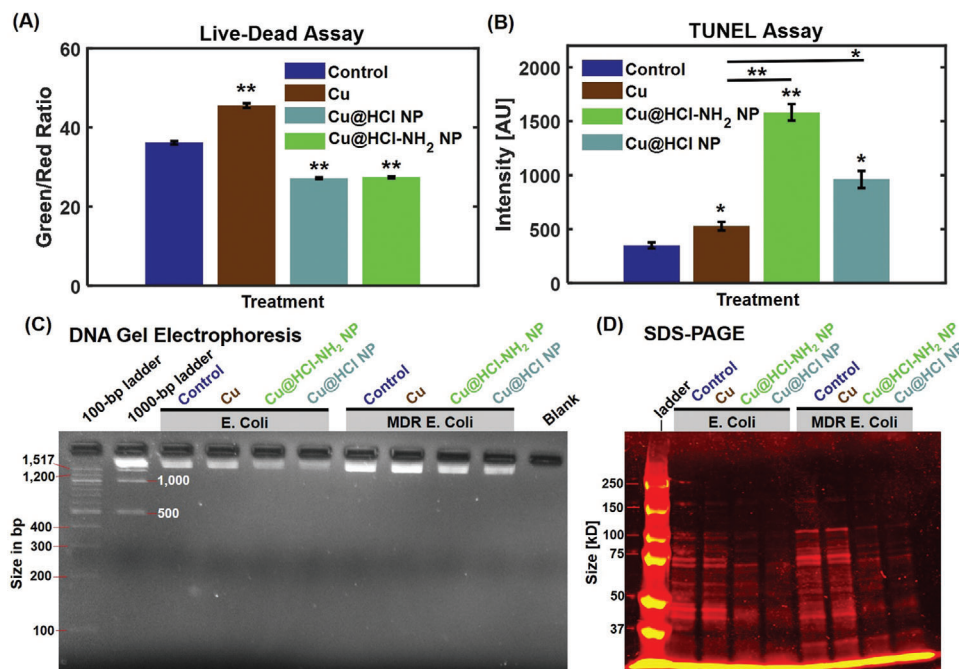 (A)
Live-Dead Assay
Green/Red Ratio
60
40
20
0
Control
Cu
Cu@HCl NP
Cu@HCl-NH2 NP
**
**
**
Treatment
(B)
TUNEL Assay
Intensity [AU]
2000
1500
1000
500
0
Control
Cu
Cu@HCl-NH2 NP
Cu@HCl NP
*
**
*
**
*
Treatment
(C)
DNA Gel Electrophoresis
100-bp ladder
1000-bp ladder
Control
Cu
Cu@HCl-NH2 NP
Cu@HCl NP
Control
Cu
Cu@HCl-NH2 NP
Cu@HCl NP
Blank
E. Coli
MDR E. Coli
Size in bp
1,517
1,200
400
300
200
100
1,000
500
(D)
SDS-PAGE
ladder
Control
Cu
Cu@HCl-NH2 NP
Cu@HCl NP
Control
Cu
Cu@HCl-NH2 NP
Cu@HCl NP
E. Coli
MDR E. Coli
Size [kD]
250
150
100
75
50
37